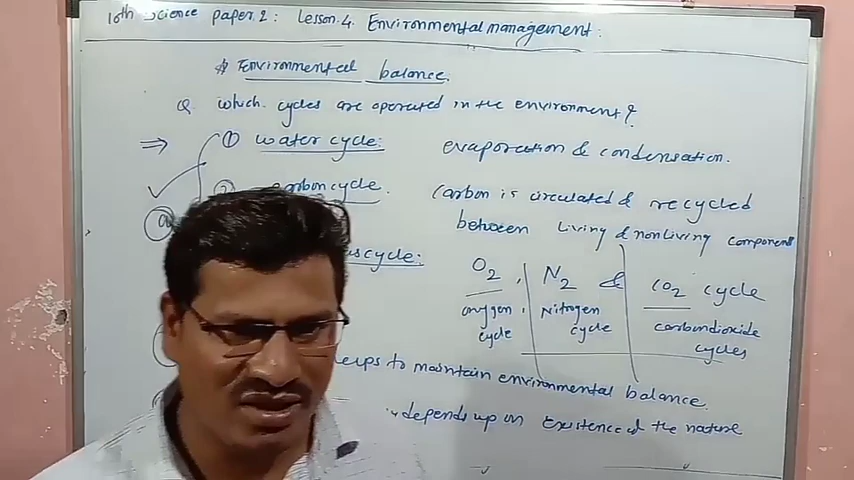 10th Science paper 2 : Lesson. 4. Environmental management :
* Environmental balance.
Q which cycles are operated in the environment?
⇒ ① water cycle: evaporation & condensation.
② carbon cycle. carbon is circulated & recycled
between living & nonliving components
cycle: O2, N2 & CO2 cycle
oxygen, Nitrogen carbondioxide
cycle cycle cycles
helps to maintain environmental balance.
depends up on Existence of the nature